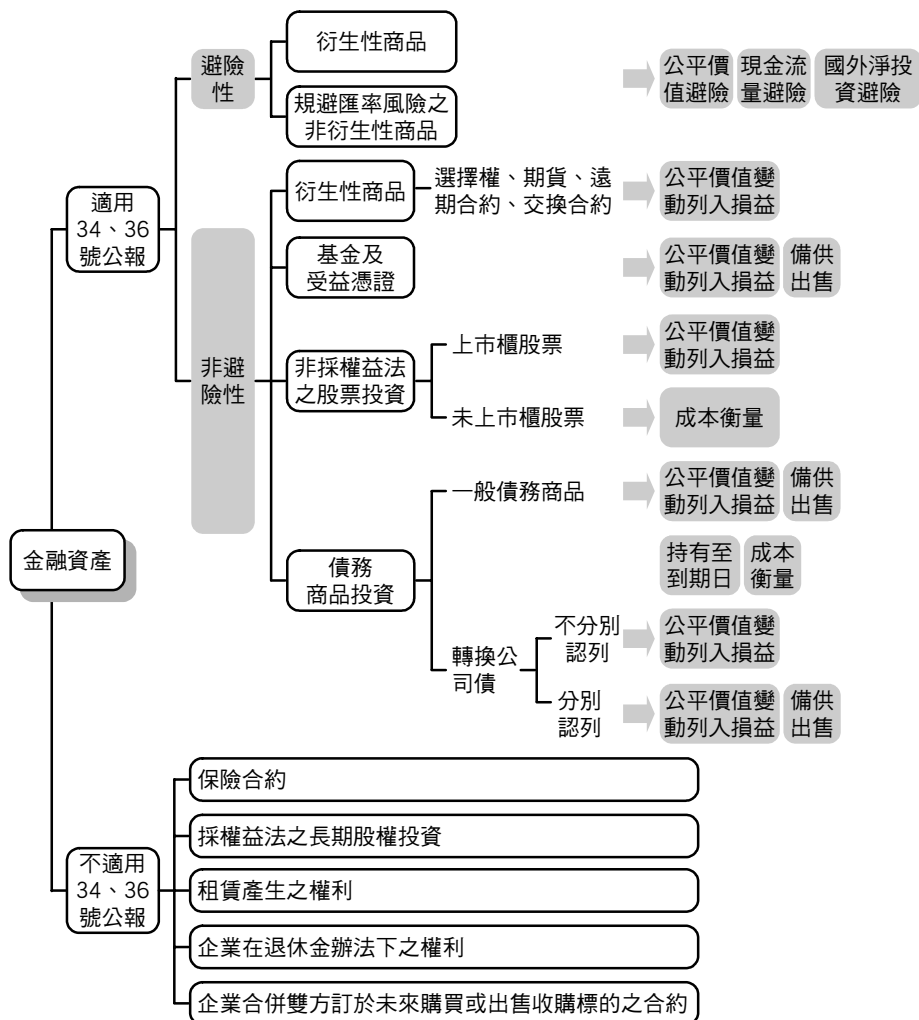 衍生性商品
避險
性
規避匯率風險之
非衍生性商品
公平價
值避險
現金流
量避險
國外淨投
資避險
適用
34、36
號公報
非避
險性
衍生性商品
選擇權、期貨、遠
期合約、交換合約
公平價值變
動列入損益
基金及
受益憑證
公平價值變
動列入損益
備供
出售
非採權益法
之股票投資
上市櫃股票
公平價值變
動列入損益
未上市櫃股票
成本衡量
債務
商品投資
一般債務商品
公平價值變
動列入損益
備供
出售
持有至
到期日
成本
衡量
轉換公
司債
不分別
認列
公平價值變
動列入損益
分別
認列
公平價值變
動列入損益
備供
出售
金融資產
不適用
34、36
號公報
保險合約
採權益法之長期股權投資
租賃產生之權利
企業在退休金辦法下之權利
企業合併雙方訂於未來購買或出售收購標的之合約